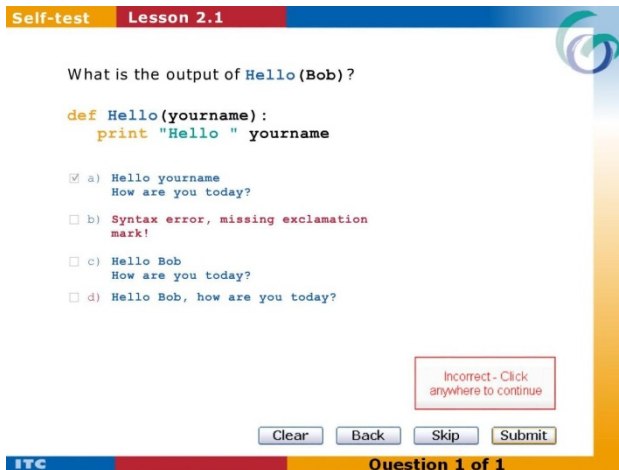 Self-test Lesson 2.1
What is the output of Hello(Bob)?
def Hello(yourname):
print "Hello " yourname
a) Hello yourname
How are you today?
b) Syntax error, missing exclamation
mark!
c) Hello Bob
How are you today?
d) Hello Bob, how are you today?
Incorrect - Click
anywhere to continue
Clear Back Skip Submit
ITC Question 1 of 1